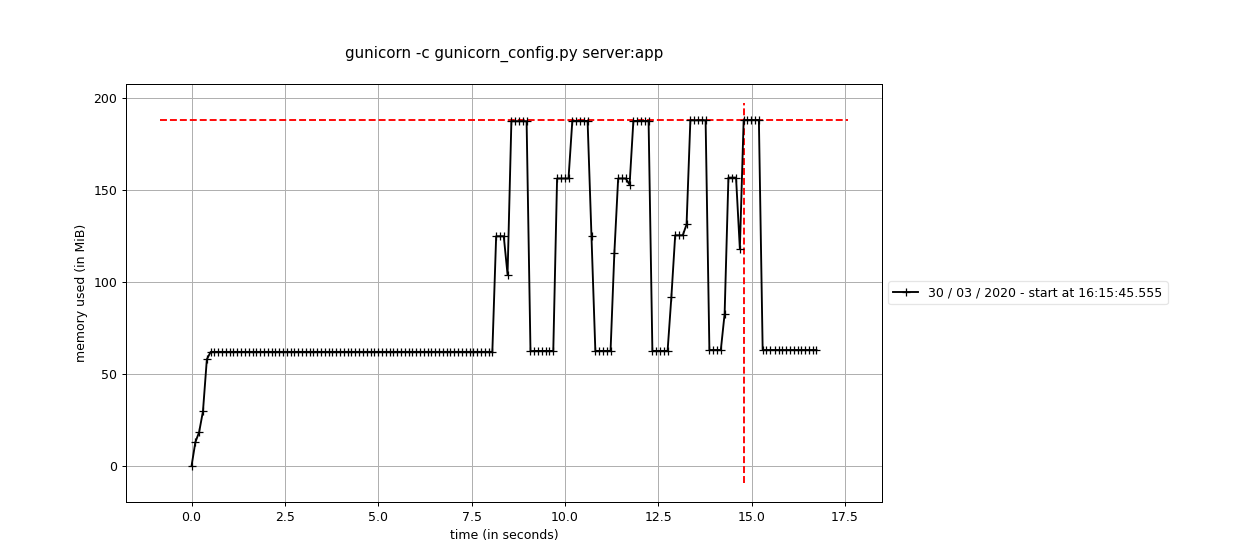 gunicorn -c gunicorn_config.py server:app
200
150
100
50
0
memory used (in MiB)
0.0 2.5 5.0 7.5 10.0 12.5 15.0 17.5
time (in seconds)
30 / 03 / 2020 - start at 16:15:45.555